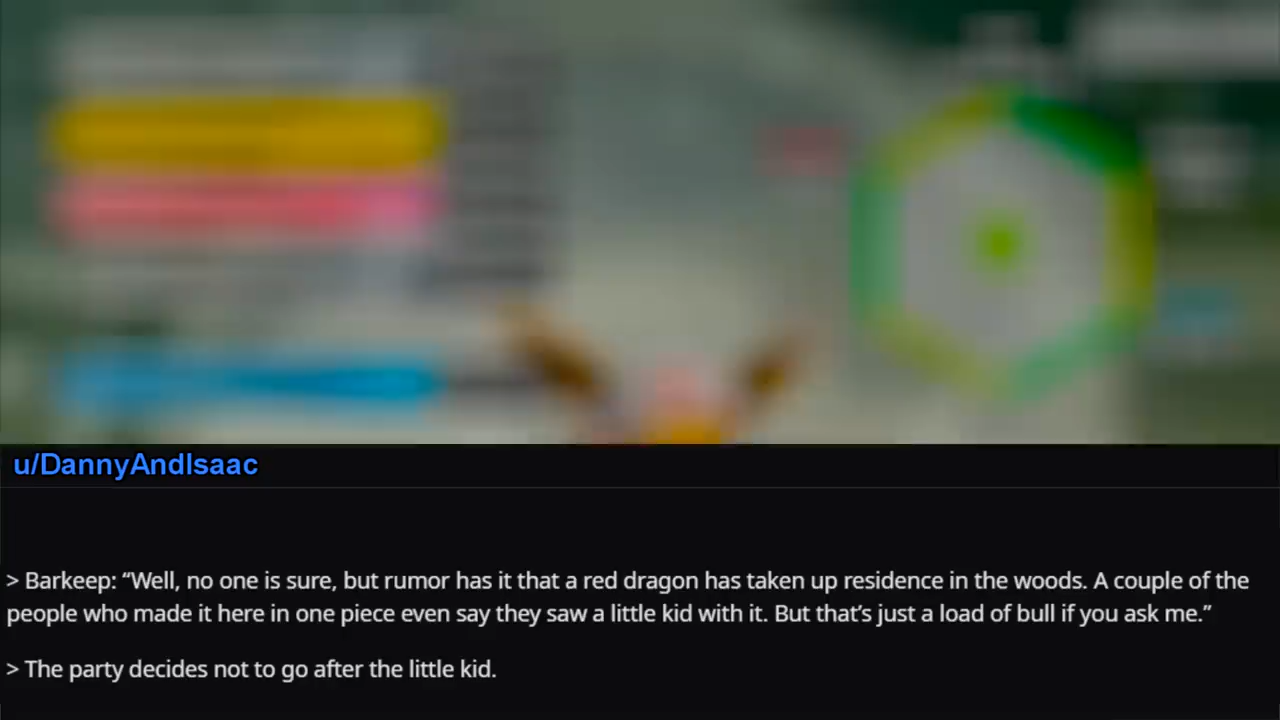 u/DannyAndIsaac
> Barkeep: “Well, no one is sure, but rumor has it that a red dragon has taken up residence in the woods. A couple of the
people who made it here in one piece even say they saw a little kid with it. But that’s just a load of bull if you ask me.”
> The party decides not to go after the little kid.